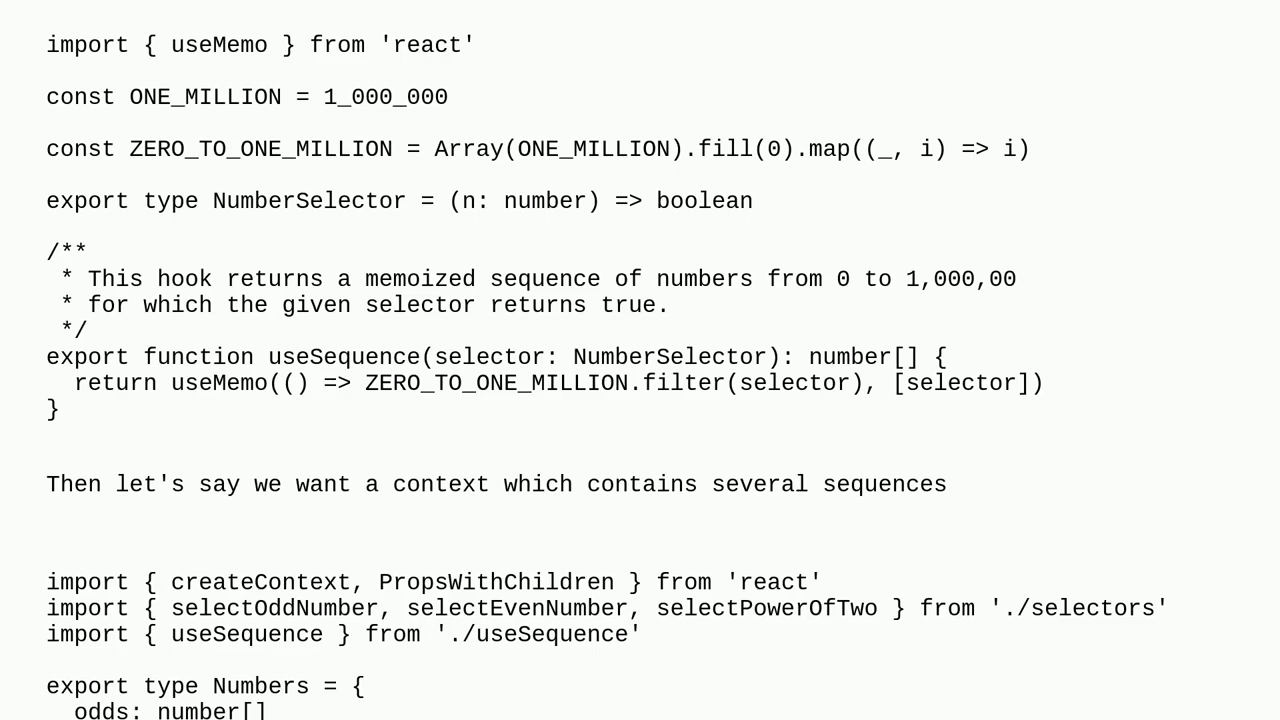 import { useMemo } from 'react'
const ONE_MILLION = 1_000_000
const ZERO_TO_ONE_MILLION = Array(ONE_MILLION).fill(0).map((_, i) => i)
export type NumberSelector = (n: number) => boolean
/**
 * This hook returns a memoized sequence of numbers from 0 to 1,000,00
 * for which the given selector returns true.
 */
export function useSequence(selector: NumberSelector): number[] {
  return useMemo(() => ZERO_TO_ONE_MILLION.filter(selector), [selector])
}
Then let's say we want a context which contains several sequences
import { createContext, PropsWithChildren } from 'react'
import { selectOddNumber, selectEvenNumber, selectPowerOfTwo } from './selectors'
import { useSequence } from './useSequence'
export type Numbers = {
  odds: number[]